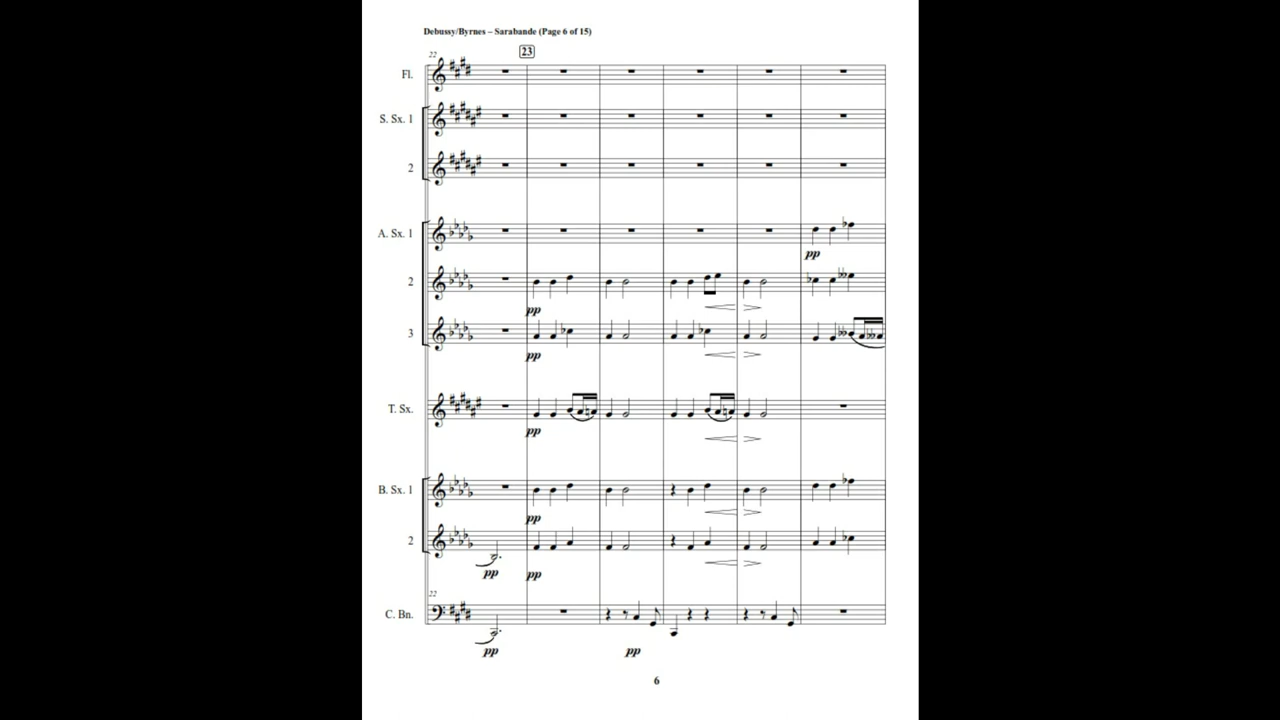 Debussy/Byrnes – Sarabande (Page 6 of 15)
22
23
Fl.
S. Sx. 1
2
A. Sx. 1
pp
2
pp
3
pp
T. Sx.
pp
B. Sx. 1
pp
2
pp pp
22
C. Bn.
pp pp
6